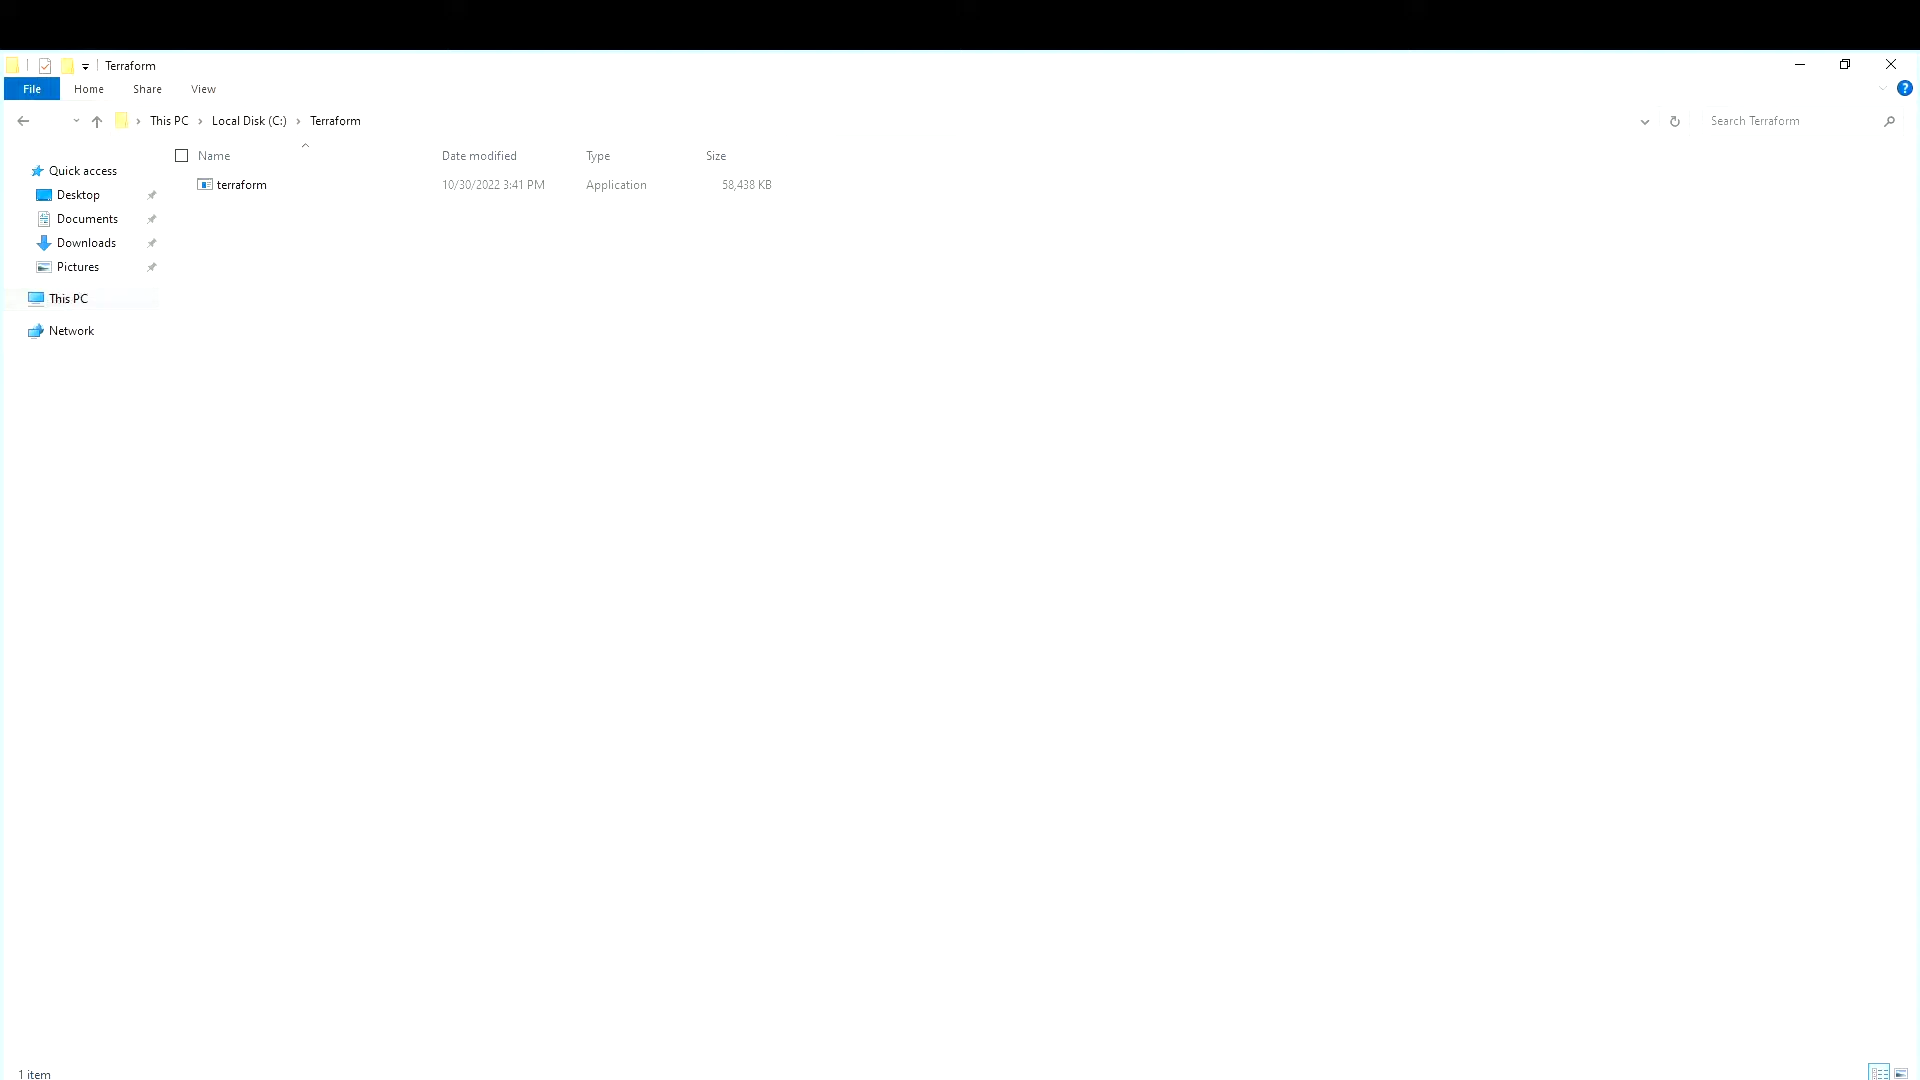 Terraform
File Home Share View
This PC Local Disk (C:) Terraform Search Terraform
Name Date modified Type Size
terraform 10/30/2022 3:41 PM Application 58,438 KB
Quick access
Desktop
Documents
Downloads
Pictures
This PC
Network
1 item